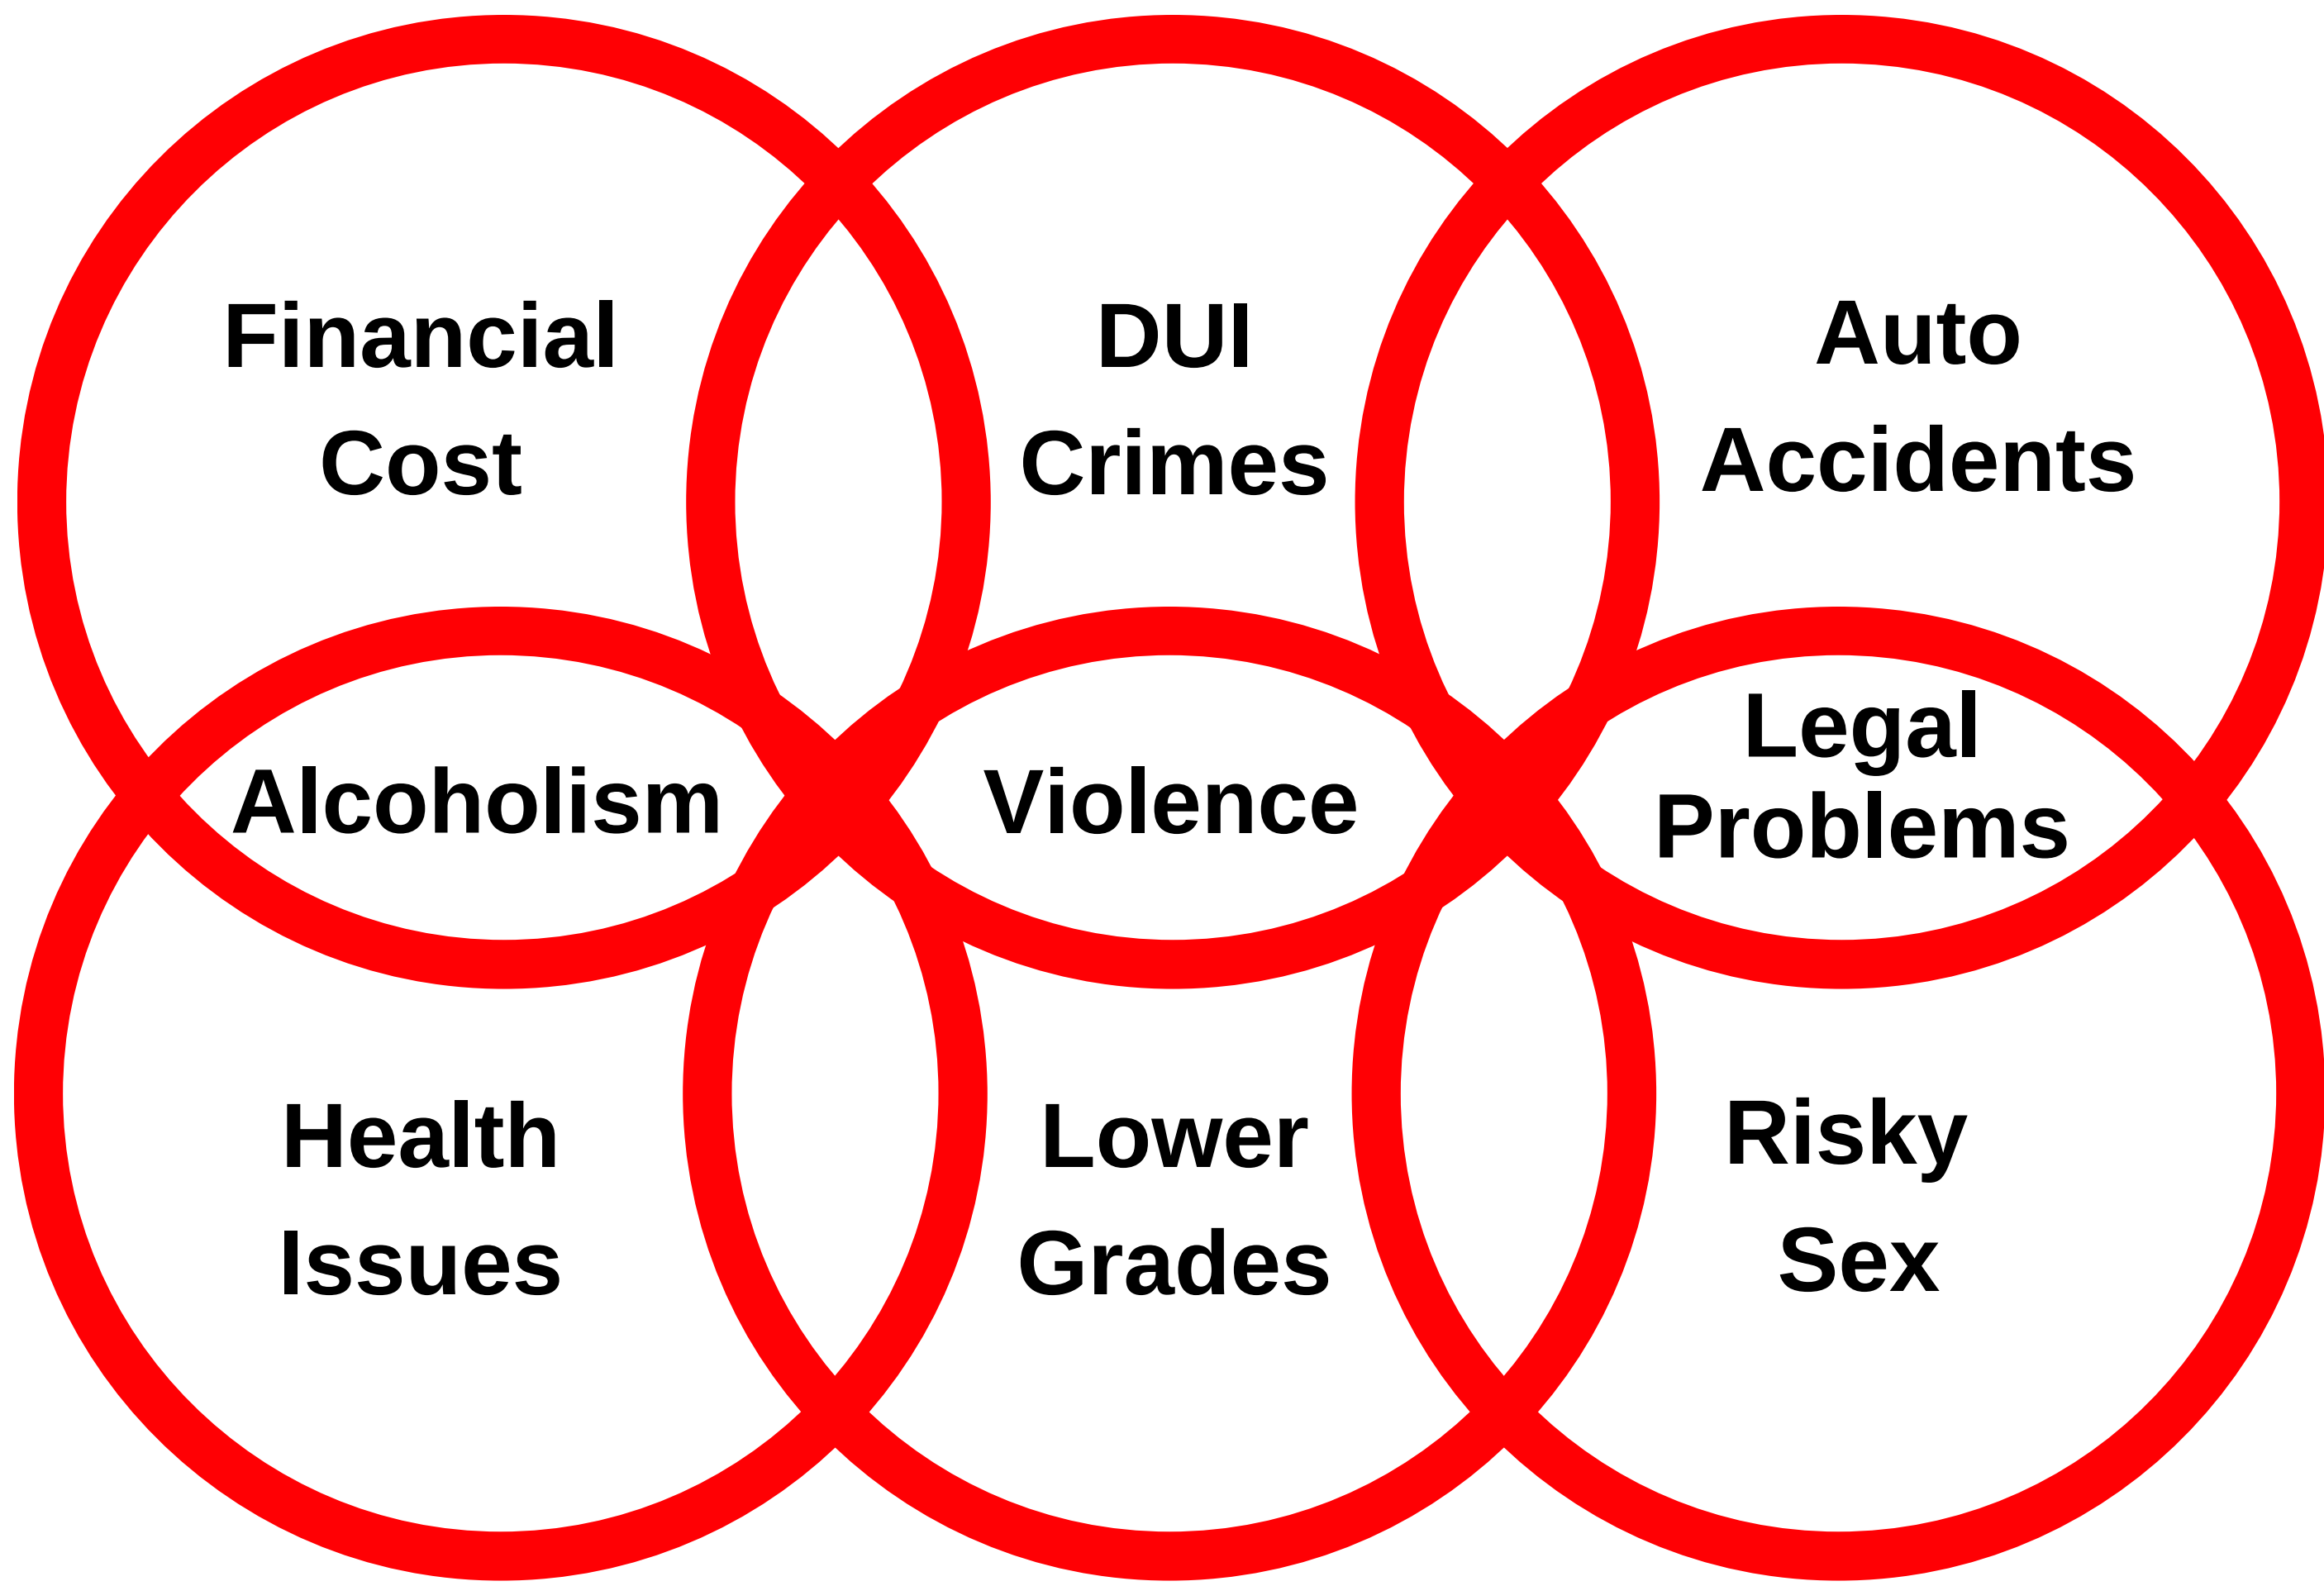 Financial
Cost
DUI
Crimes
Auto
Accidents
Alcoholism
Violence
Legal
Problems
Health
Issues
Lower
Grades
Risky
Sex